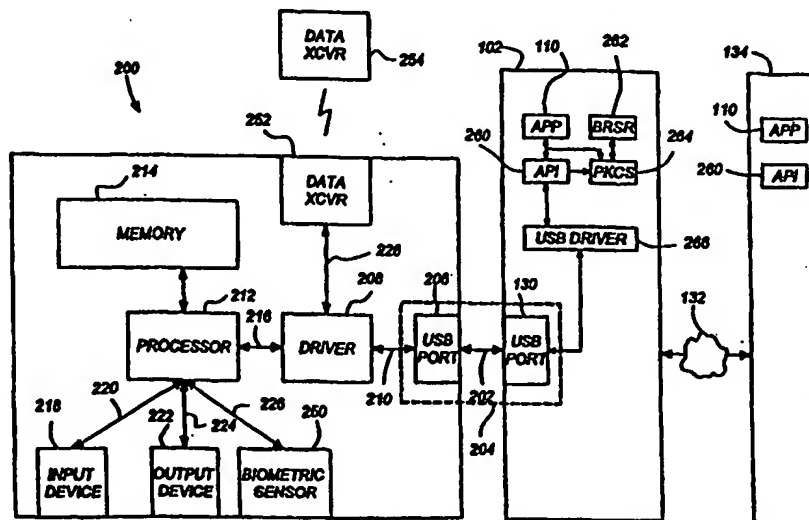 DATA
XCVR
254
200
252
102
110
262
134
APP
BRSR
110
APP
214
DATA
XCVR
260
API
PKCS
264
260
API
MEMORY
226
USB DRIVER
266
212
208
206
130
216
132
PROCESSOR
DRIVER
USB
PORT
USB
PORT
220
218
222
224
226
250
210
202
204
INPUT
DEVICE
OUTPUT
DEVICE
BIOMETRIC
SENSOR